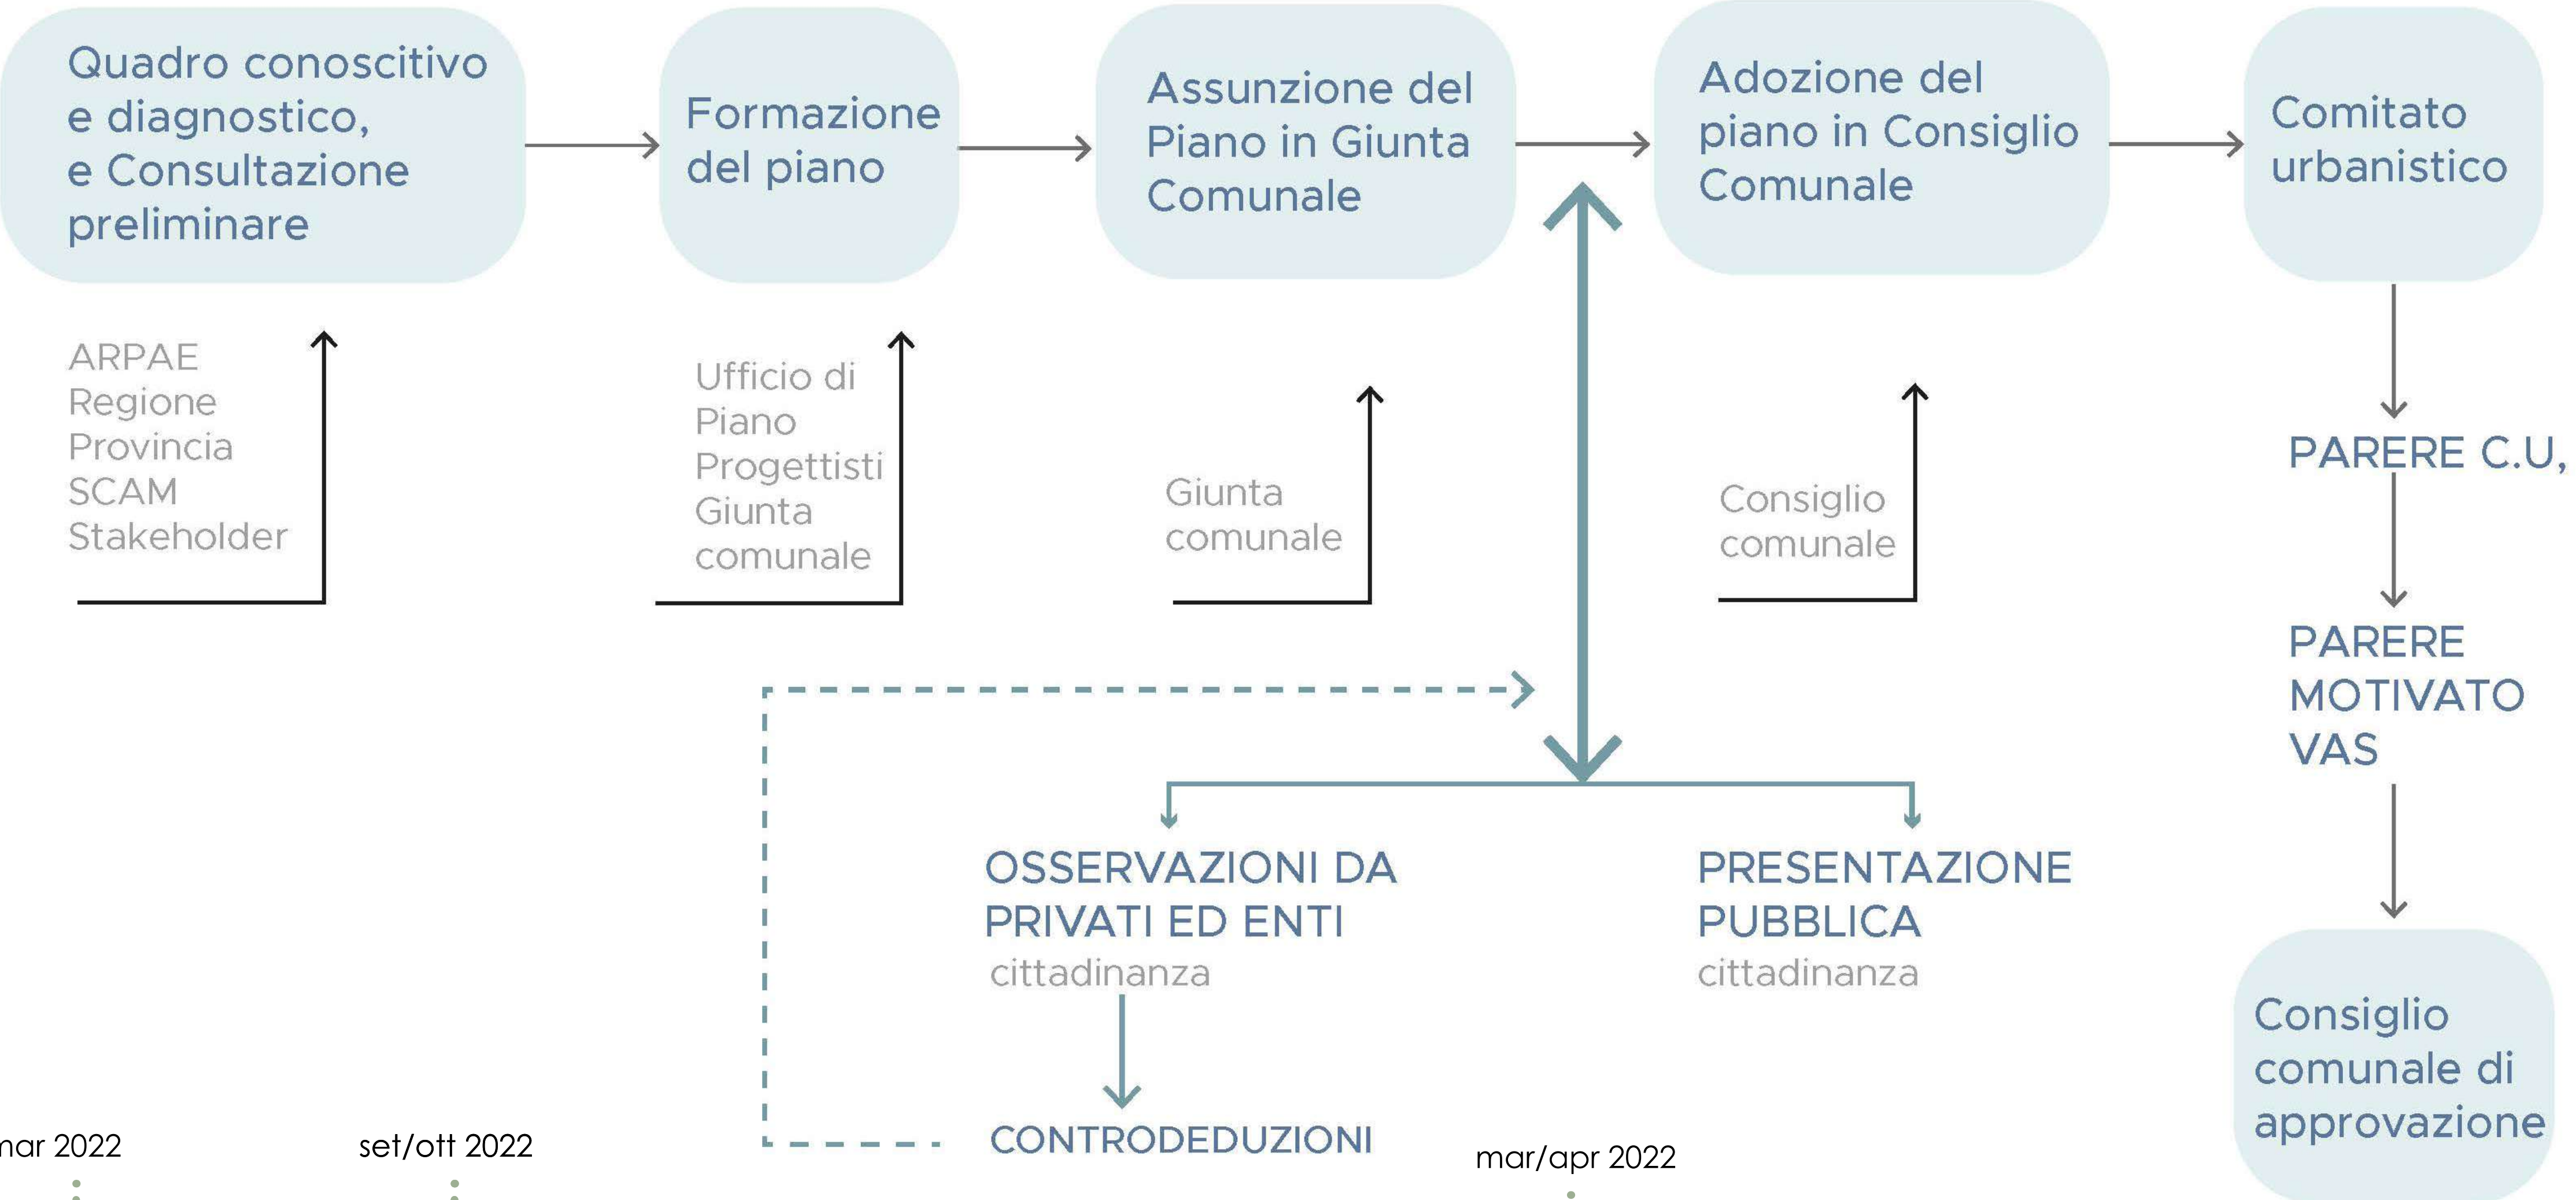 Quadro conoscitivo
e diagnostico,
e Consultazione
preliminare
Formazione
del piano
Assunzione del
Piano in Giunta
Comunale
Adozione del
piano in Consiglio
Comunale
Comitato
urbanistico
ARPAE
Regione
Provincia
SCAM
Stakeholder
Ufficio di
Piano
Progettisti
Giunta
comunale
Giunta
comunale
Consiglio
comunale
PARERE C.U,
PARERE
MOTIVATO
VAS
OSSERVAZIONI DA
PRIVATI ED ENTI
cittadinanza
PRESENTAZIONE
PUBBLICA
cittadinanza
CONTRODEDUZIONI
Consiglio
comunale di
approvazione
mar 2022
set/ott 2022
mar/apr 2022